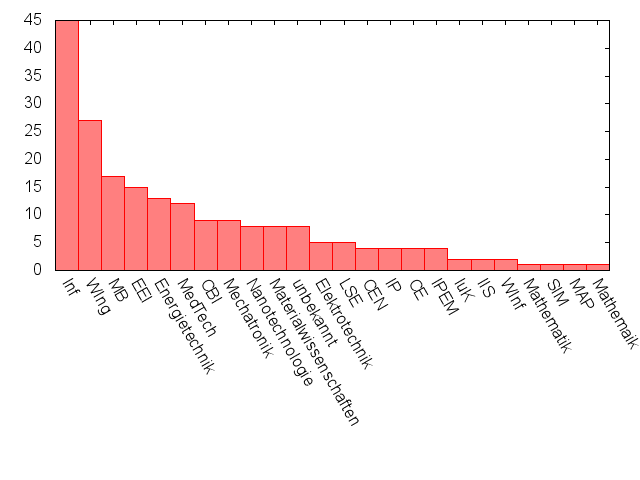 45
40
35
30
25
20
15
10
5
0
Inf
WIng
MB
EEI
Energietechnik
MedTech
CBI
Mechatronik
Nanotechnologie
Materialwissenschaften
unbekannt
Elektrotechnik
LSE
CEN
IP
CE
IPEM
IuK
IIS
WInf
Mathematik
SIM
MAP
Mathemaik